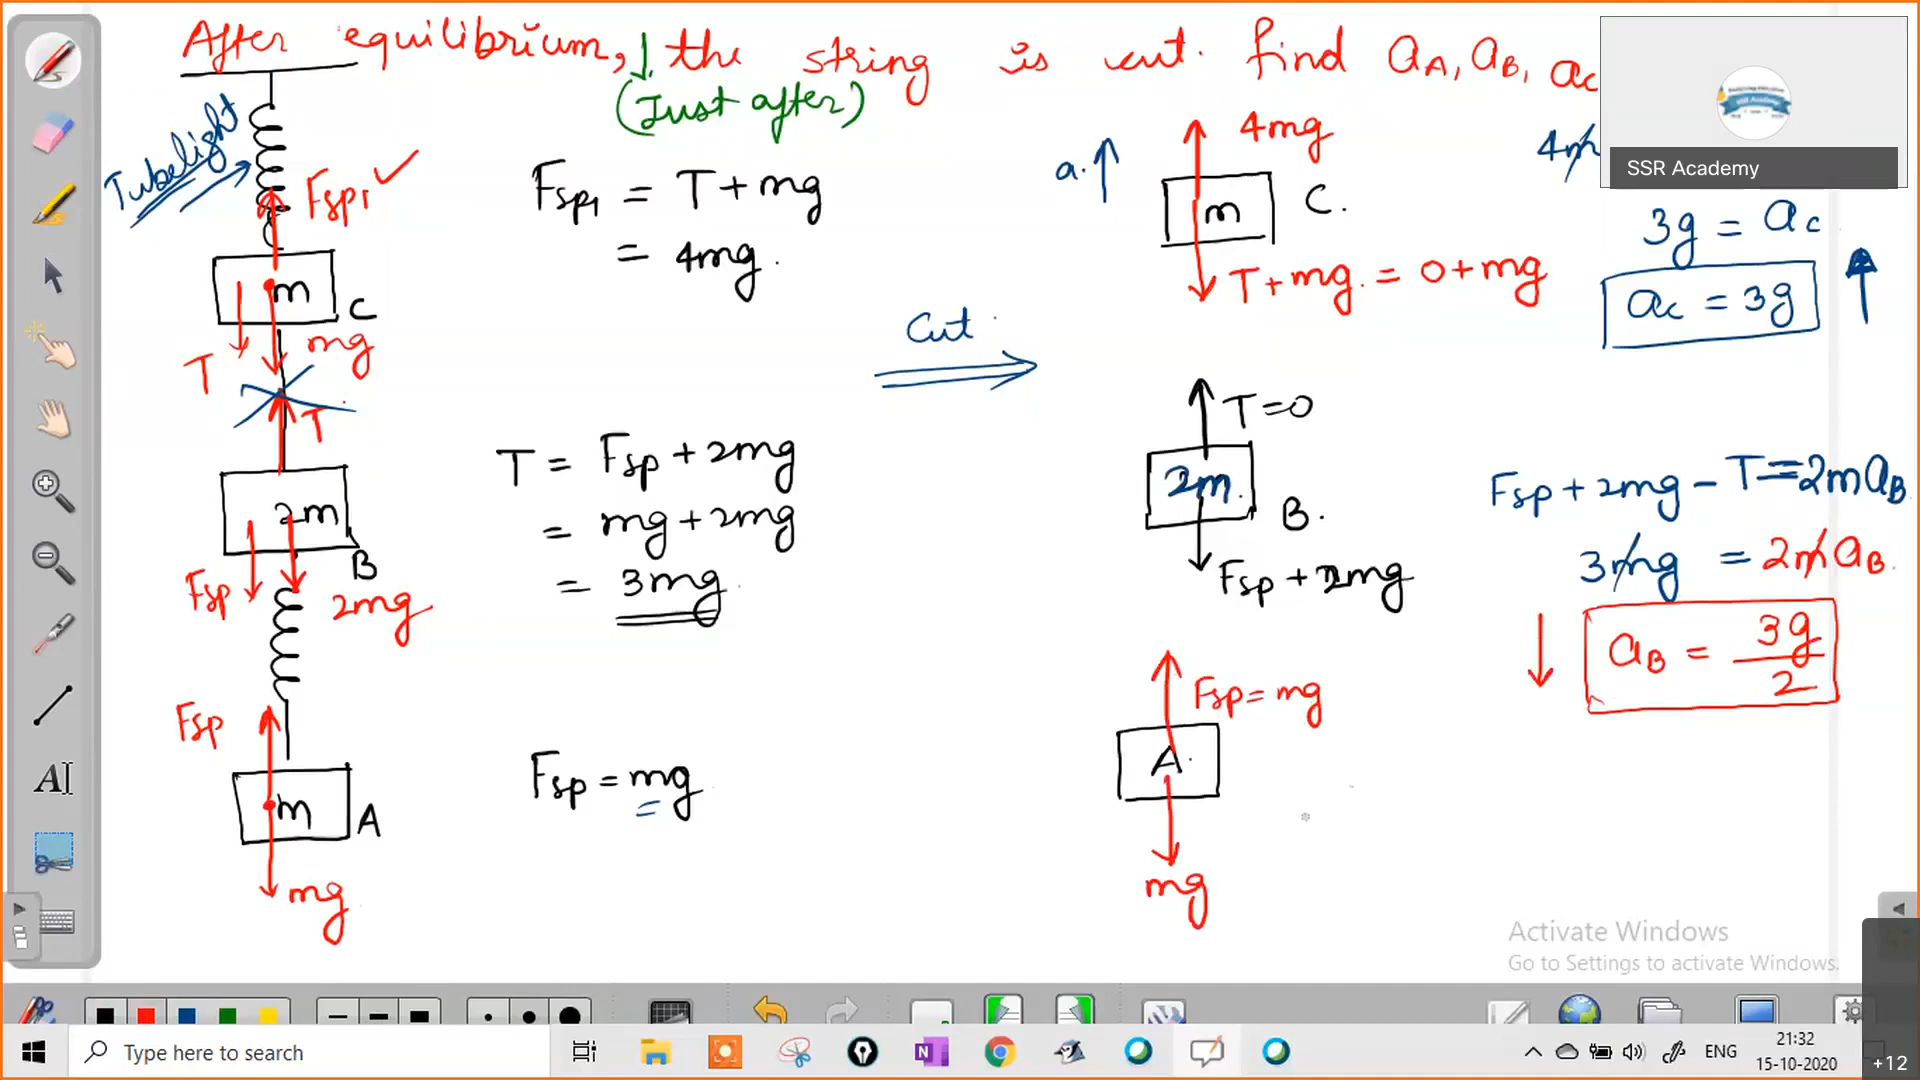 After equilibrium, the string is cut. find aA, aB, ac
(Just after)
Tubelight
Fsp1
m
C
T
mg
T
2m
B
Fsp
2mg
Fsp
m
A
mg
Fsp1 = T + mg
= 4mg.
T = Fsp + 2mg
= mg + 2mg
= 3mg
Fsp = mg
=
Cut
a.
4mg
m
C.
T + mg. = 0 + mg
T = 0
2m.
B.
Fsp + 2mg
Fsp = mg
A.
mg
4m
3g = ac
ac = 3g
Fsp + 2mg - T = 2maB
3mg = 2maB.
aB = 3g/2
SSR Academy
Activate Windows
Go to Settings to activate Windows.
Type here to search
ENG
21:32
15-10-2020
+12